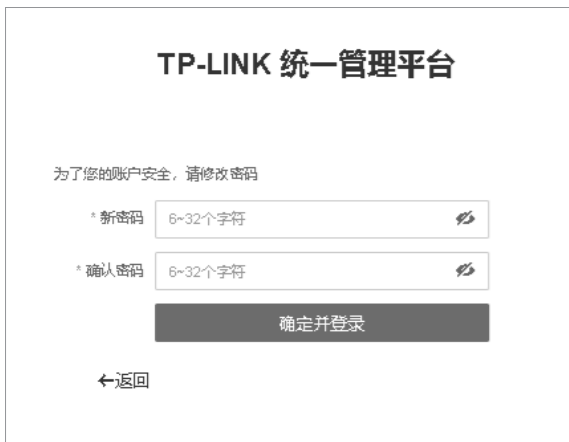 TP-LINK 统一管理平台
为了您的账户安全，请修改密码
* 新密码 6~32个字符
* 确认密码 6~32个字符
确定并登录
←返回